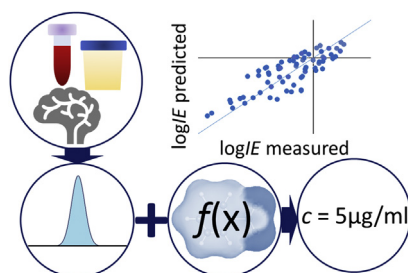 logIE predicted
logIE measured
+
f(x)
c = 5µg/ml